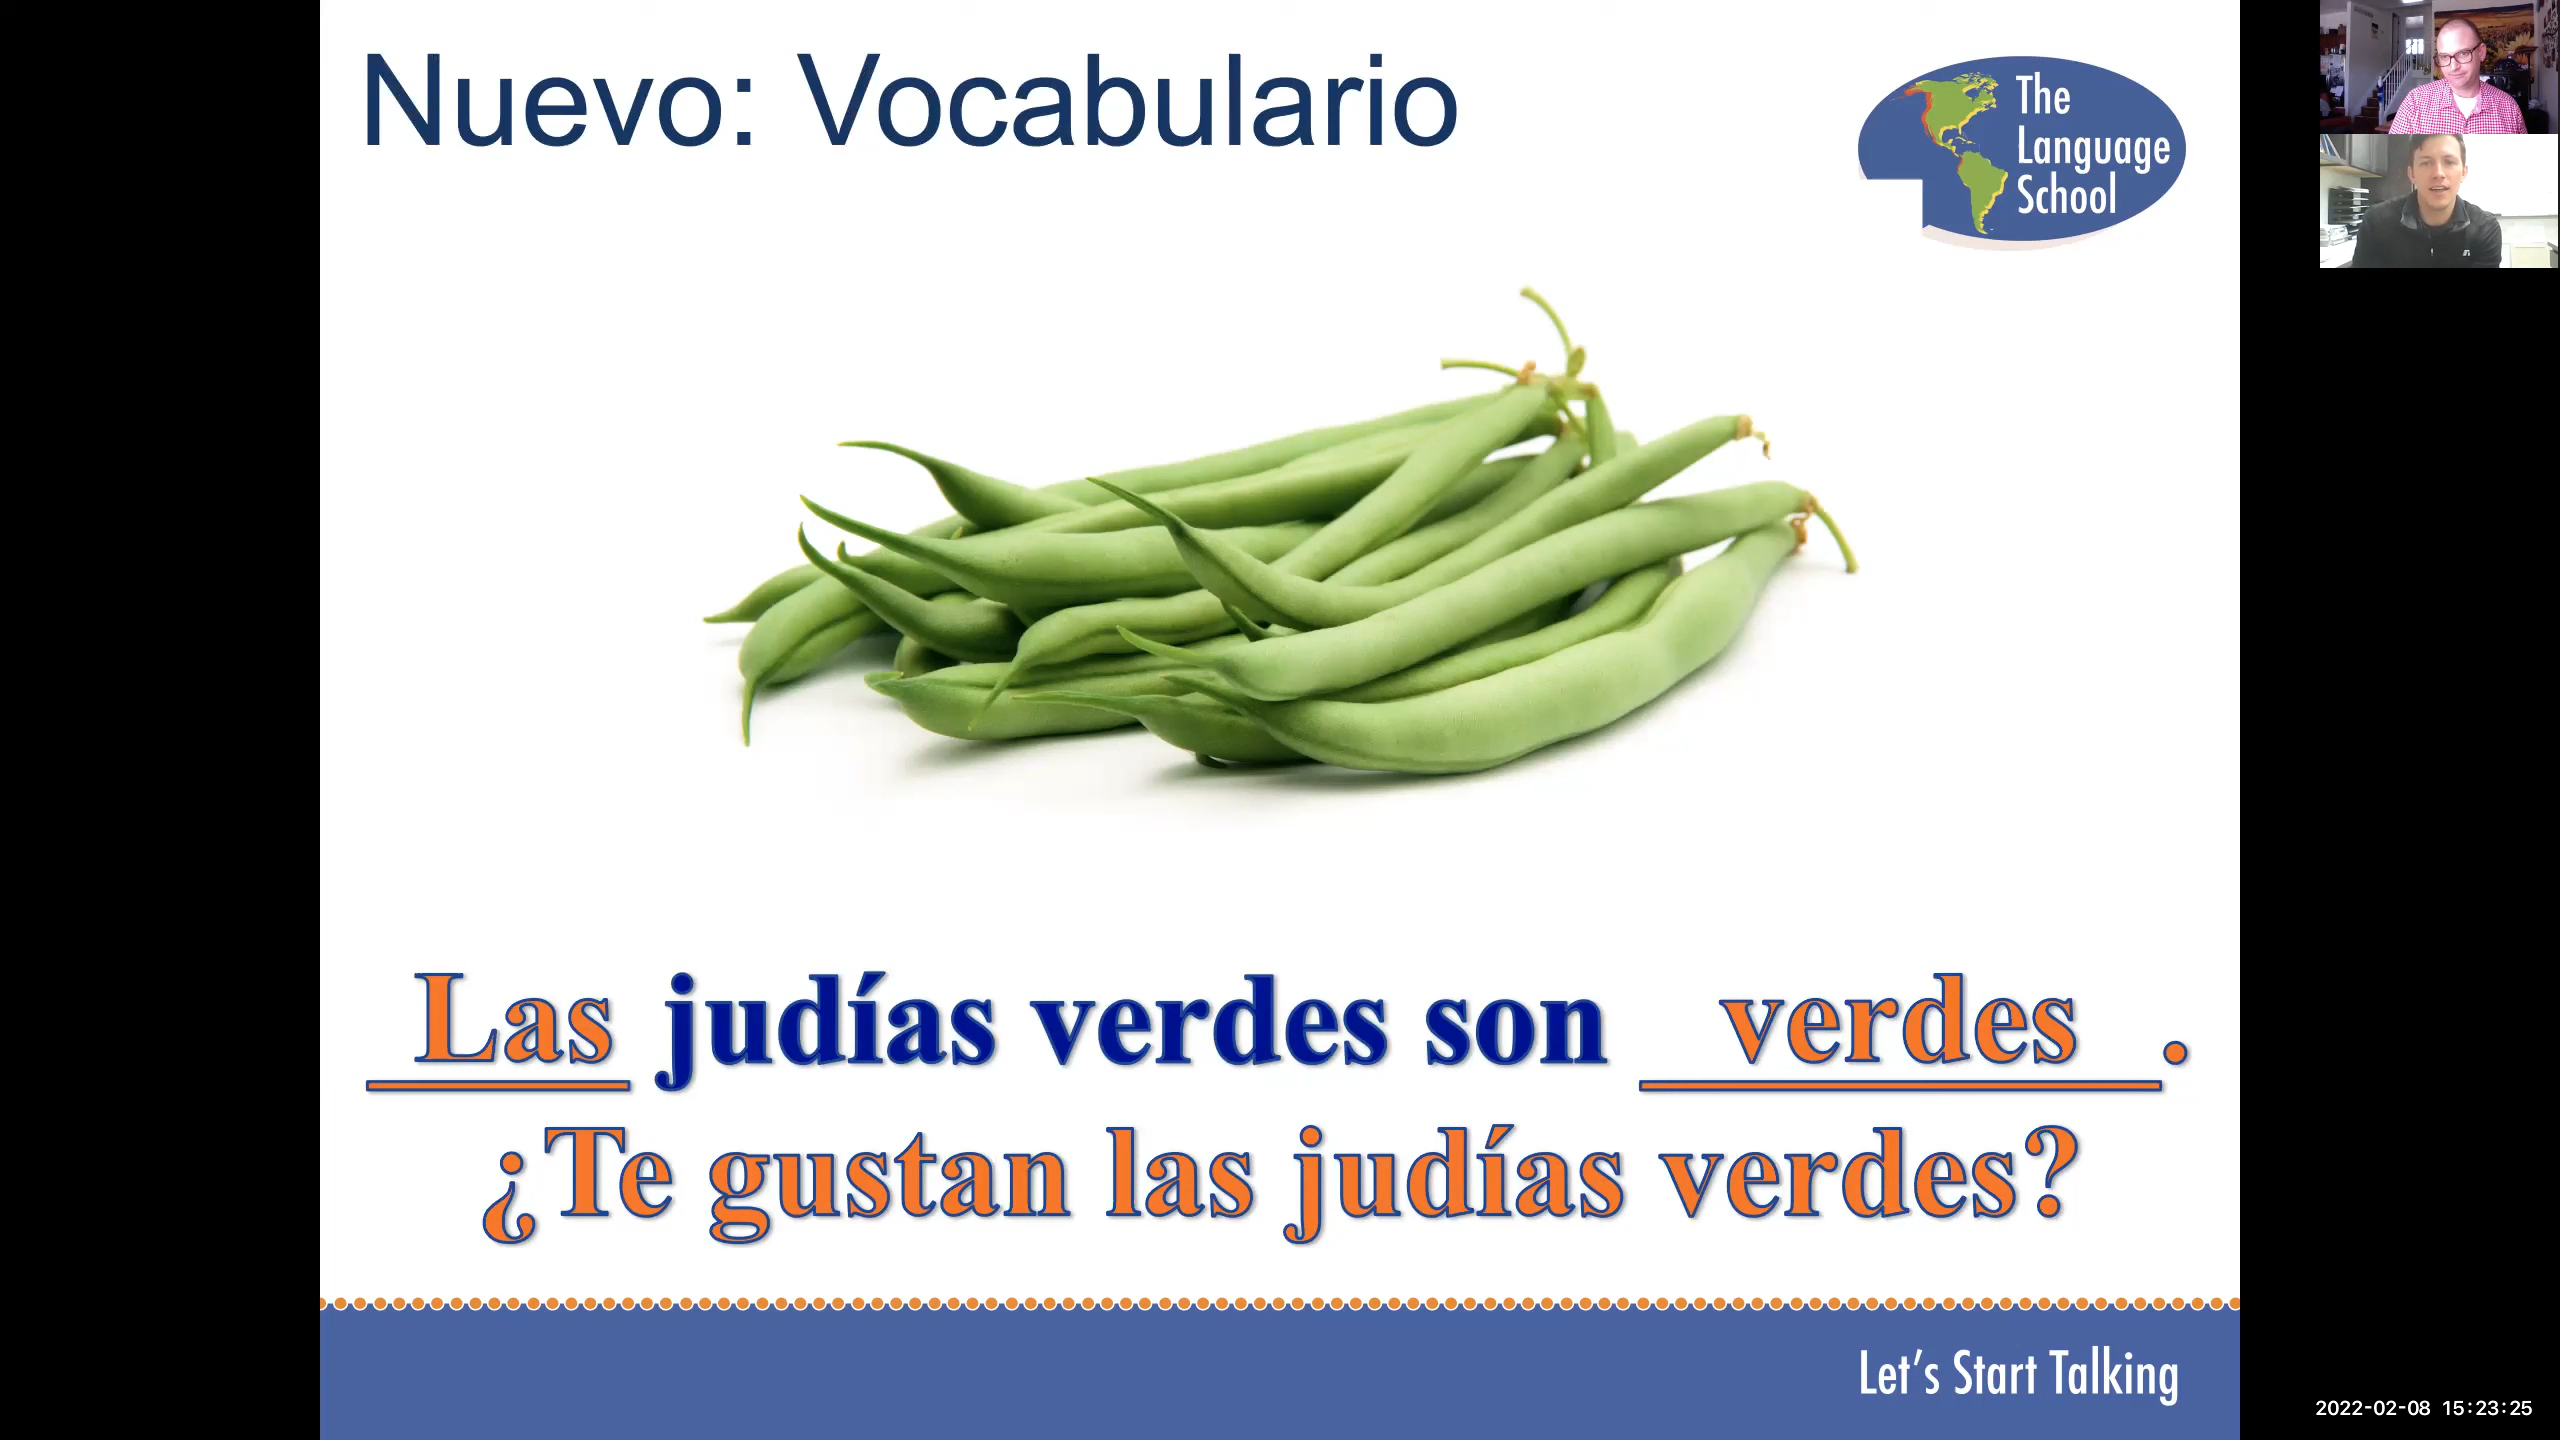 Nuevo: Vocabulario
The
Language
School
Las judías verdes son verdes.
¿Te gustan las judías verdes?
Let's Start Talking
2022-02-08 15:23:25